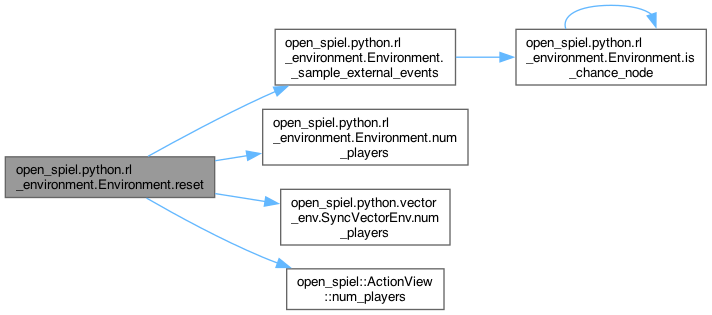 open_spiel.python.rl
_environment.Environment.reset
open_spiel.python.rl
_environment.Environment.
_sample_external_events
open_spiel.python.rl
_environment.Environment.is
_chance_node
open_spiel.python.rl
_environment.Environment.num
_players
open_spiel.python.vector
_env.SyncVectorEnv.num
_players
open_spiel::ActionView
::num_players